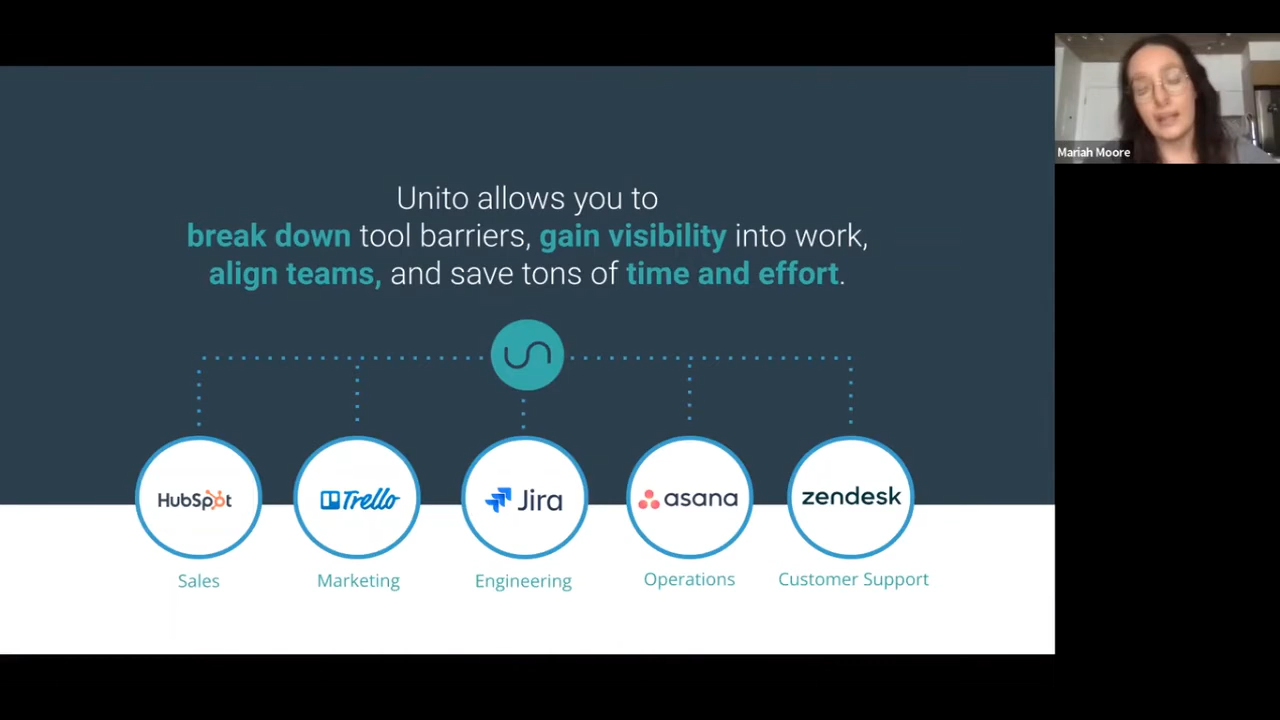 Mariah Moore
Unito allows you to
break down tool barriers, gain visibility into work,
align teams, and save tons of time and effort.
HubSpot
Trello
Jira
asana
zendesk
Sales
Marketing
Engineering
Operations
Customer Support